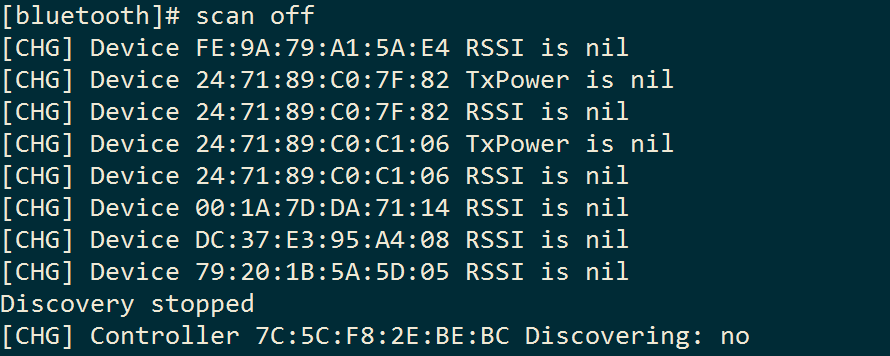 [bluetooth]# scan off
[CHG] Device FE:9A:79:A1:5A:E4 RSSI is nil
[CHG] Device 24:71:89:C0:7F:82 TxPower is nil
[CHG] Device 24:71:89:C0:7F:82 RSSI is nil
[CHG] Device 24:71:89:C0:C1:06 TxPower is nil
[CHG] Device 24:71:89:C0:C1:06 RSSI is nil
[CHG] Device 00:1A:7D:DA:71:14 RSSI is nil
[CHG] Device DC:37:E3:95:A4:08 RSSI is nil
[CHG] Device 79:20:1B:5A:5D:05 RSSI is nil
Discovery stopped
[CHG] Controller 7C:5C:F8:2E:BE:BC Discovering: no